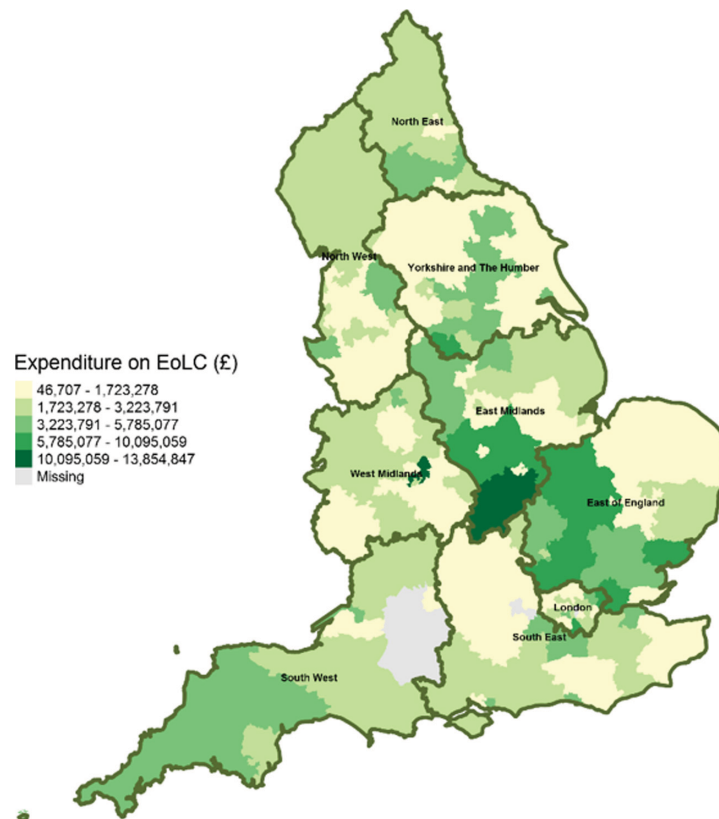 North East
North West
Yorkshire and The Humber
Expenditure on EoLC (£)
46,707 - 1,723,278
1,723,278 - 3,223,791
3,223,791 - 5,785,077
5,785,077 - 10,095,059
10,095,059 - 13,854,847
Missing
East Midlands
West Midlands
East of England
London
South East
South West